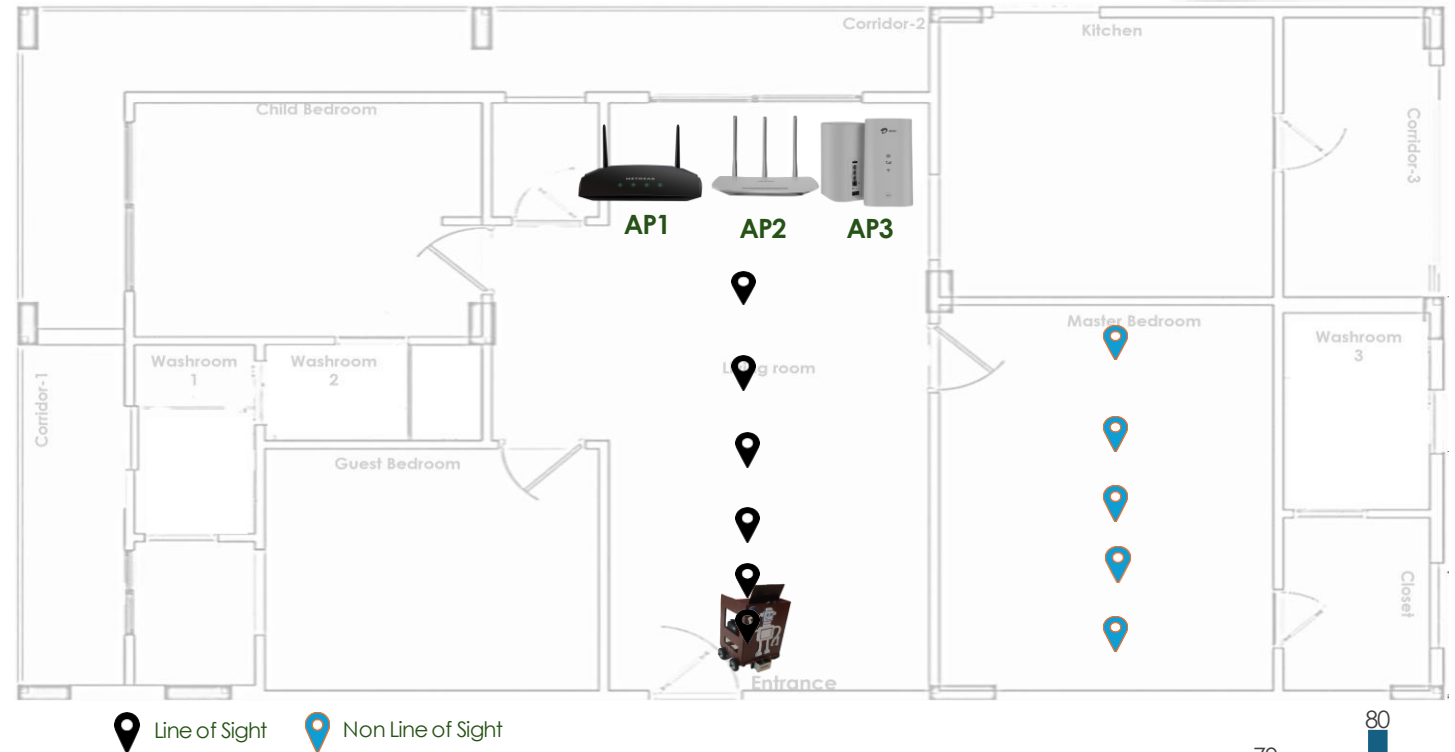 Corridor-2
Kitchen
Child Bedroom
Corridor-3
NETGEAR
AP1
AP2
AP3
Master Bedroom
Washroom
3
Washroom
1
Washroom
2
Corridor-1
Guest Bedroom
Closet
Entrance
Line of Sight
Non Line of Sight
80